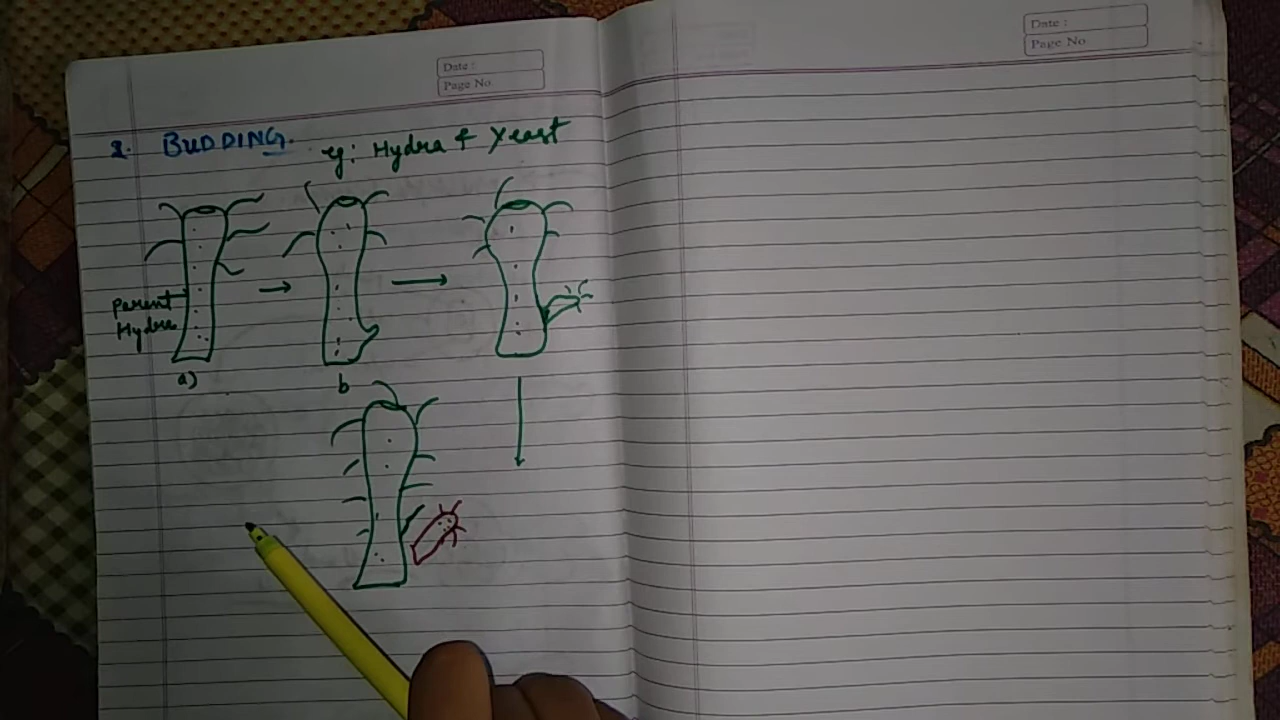 Date :
Page No.
Date :
Page No
2. BUDDING. eg: Hydra & Yeast
Parent
Hydra
a)
b